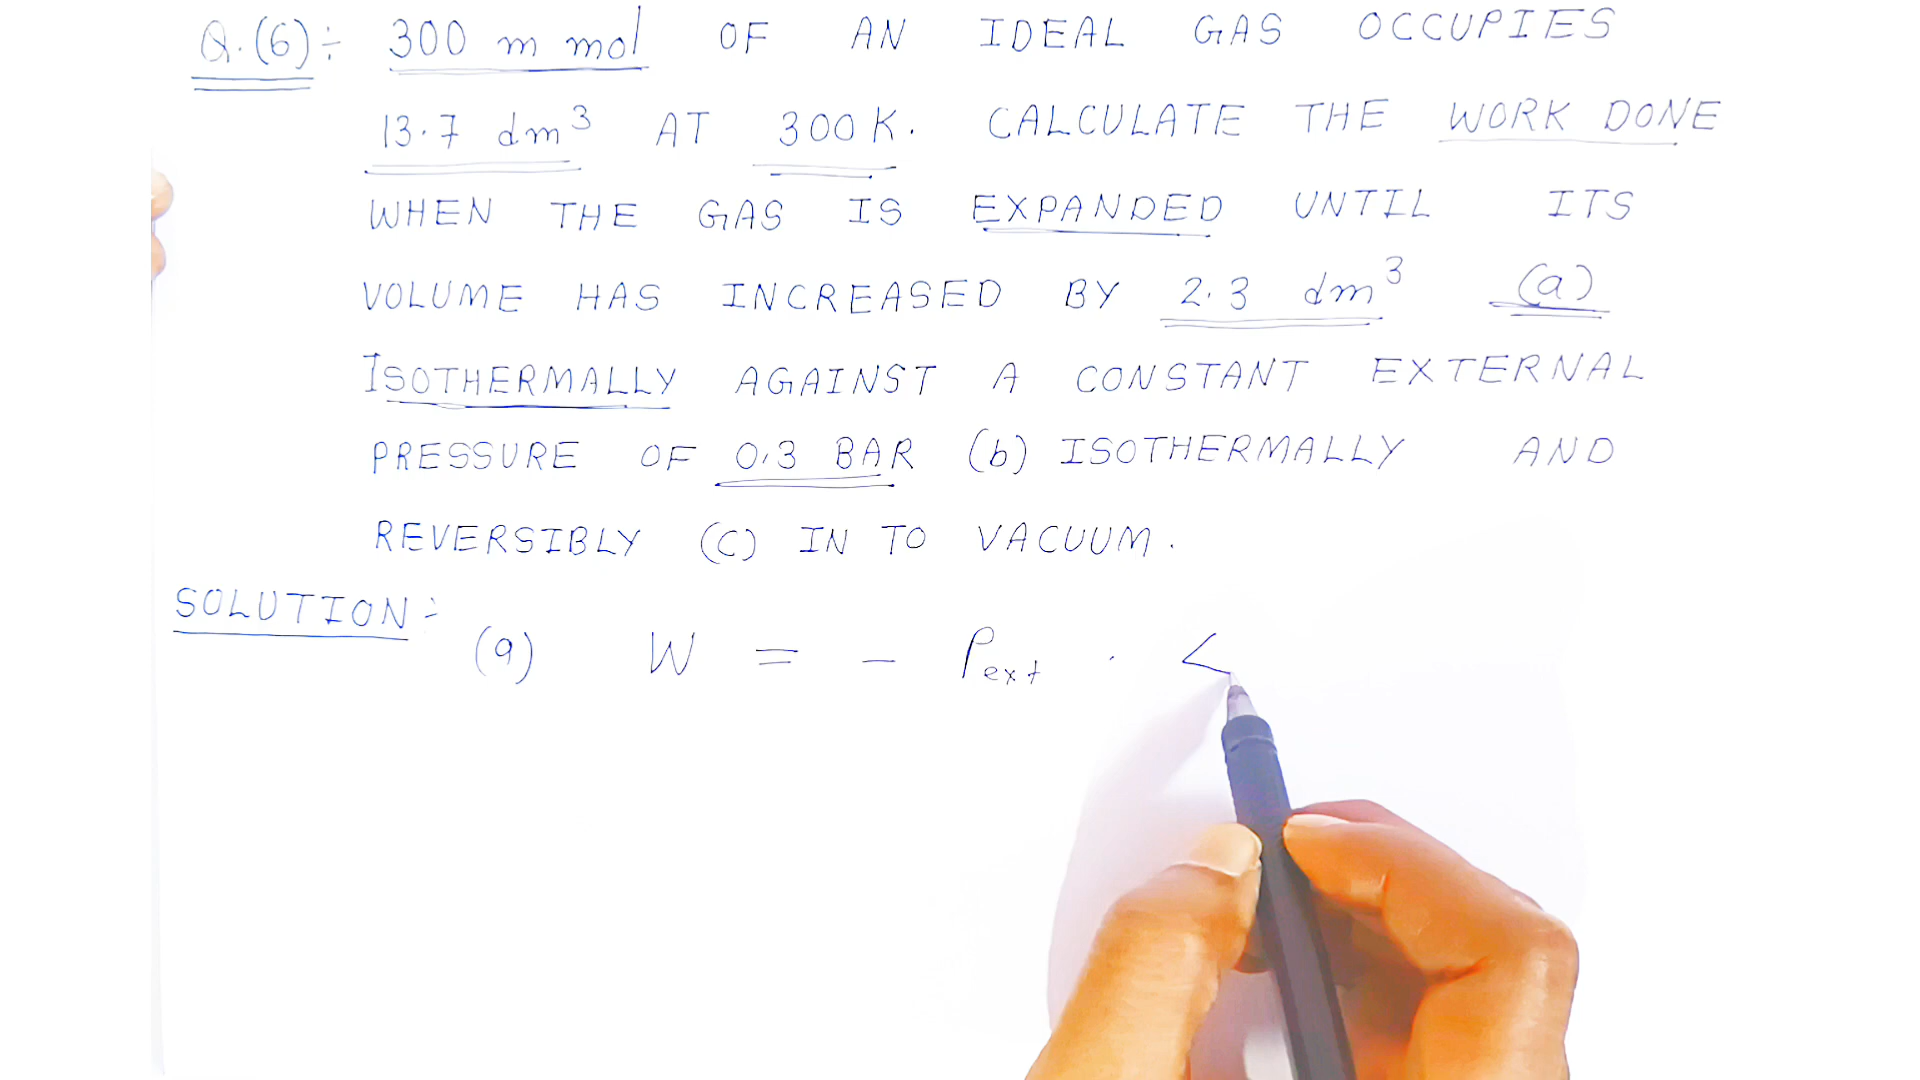 Q.(6):- 300 m mol OF AN IDEAL GAS OCCUPIES
13.7 dm³ AT 300K. CALCULATE THE WORK DONE
WHEN THE GAS IS EXPANDED UNTIL ITS
VOLUME HAS INCREASED BY 2.3 dm³ (a)
ISOTHERMALLY AGAINST A CONSTANT EXTERNAL
PRESSURE OF 0.3 BAR (b) ISOTHERMALLY AND
REVERSIBLY (C) IN TO VACUUM.
SOLUTION:-
(a) W = - Pext .